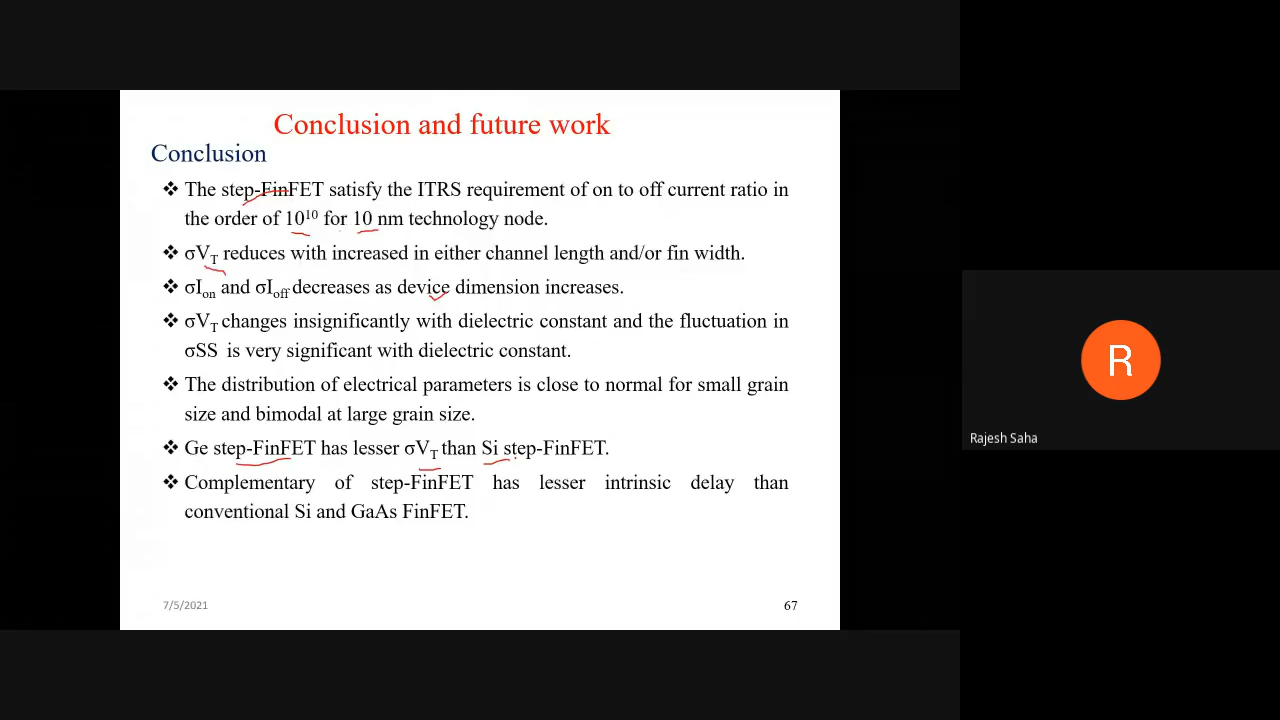 Conclusion and future work
Conclusion
❖ The step-FinFET satisfy the ITRS requirement of on to off current ratio in
the order of 10¹⁰ for 10 nm technology node.
❖ σV_T reduces with increased in either channel length and/or fin width.
❖ σI_on and σI_off decreases as device dimension increases.
❖ σV_T changes insignificantly with dielectric constant and the fluctuation in
σSS is very significant with dielectric constant.
❖ The distribution of electrical parameters is close to normal for small grain
size and bimodal at large grain size.
❖ Ge step-FinFET has lesser σV_T than Si step-FinFET.
❖ Complementary of step-FinFET has lesser intrinsic delay than
conventional Si and GaAs FinFET.
7/5/2021
67
R
Rajesh Saha